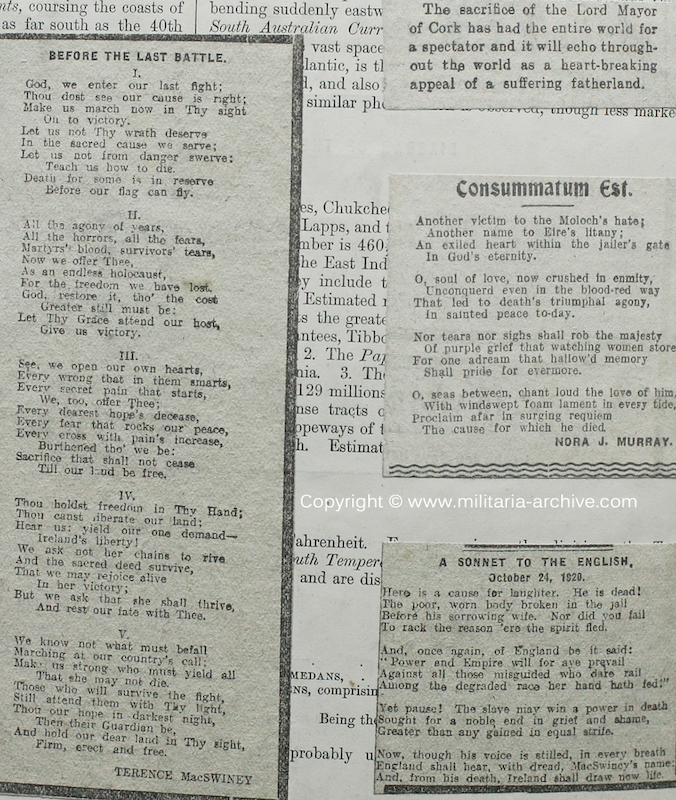 nts, coursing the coasts of
as far south as the 40th
BEFORE THE LAST BATTLE.
I.
God, we enter our last fight;
Thou dost see our cause is right;
Make us march now in Thy sight
On to victory.
Let us not Thy wrath deserve
In the sacred cause we serve;
Let us not from danger swerve;
Teach us how to die.
Death for some is in reserve
Before our flag can fly.
II.
All the agony of years,
All the horrors, all the fears,
Martyrs' blood, survivors' tears,
Now we offer Thee,
As an endless holocaust,
For the freedom we have lost.
God, restore it, tho' the cost
Greater still must be:
Let Thy Grace attend our host,
Give us victory.
III.
See, we open our own hearts,
Every wrong that in them smarts,
Every secret pain that starts,
We, too, offer Thee;
Every dearest hope's decease,
Every fear that rocks our peace,
Every cross with pain's increase,
Burthened tho' we be:
Sacrifice that shall not cease
Till our land be free.
IV.
Thou holdst freedom in Thy Hand;
Thou canst liberate our land;
Hear us: yield our one demand—
Ireland's liberty!
We ask not her chains to rive
And the sacred deed survive,
That we may rejoice alive
In her victory;
But we ask that she shall thrive,
And rest our fate with Thee.
V.
We know not what must befall
Marching at our country's call;
Make us strong who must yield all
That she may not die.
Those who will survive the fight,
Still attend them with Thy light,
Thou our hope in darkest night,
Then their Guardian be,
And hold our dear land in Thy sight,
Firm, erect and free.
TERENCE MacSWINEY
bending suddenly eastw
South Australian Curr
vast space
lantic, is th
, and also
similar phe
observed, though less marke
es, Chukche
Lapps, and t
mber is 460,
he East Ind
ey include t
Estimated
s the greate
ntees, Tibbo
2. The Pap
nia. 3. Th
129 millions
nse tracts o
opeways of t
h. Estimat
ahrenheit.
uth Temper
and are dis
MEDANS,
NS, comprisin
Being the
probably u
The sacrifice of the Lord Mayor
of Cork has had the entire world for
a spectator and it will echo through-
out the world as a heart-breaking
appeal of a suffering fatherland.
Consummatum Est.
Another victim to the Moloch's hate;
Another name to Eire's litany;
An exiled heart within the jailer's gate
In God's eternity.
O, soul of love, now crushed in enmity,
Unconquerd even in the blood-red way
That led to death's triumphal agony,
In sainted peace to-day.
Nor tears nor sighs shall rob the majesty
Of purple grief that watching women store
For one adream that hallow'd memory
Shall pride for evermore.
O, seas between, chant loud the love of him,
With windswept foam lament in every tide,
Proclaim afar in surging requiem
The cause for which he died.
NORA J. MURRAY.
Copyright © www.militaria-archive.com
A SONNET TO THE ENGLISH,
October 24, 1920.
Here is a cause for laughter. He is dead!
The poor, worn body broken in the jail
Before his sorrowing wife. Nor did you fail
To rack the reason 'ere the spirit fled.
And, once again, of England be it said:
"Power and Empire will for aye prevail
Against all those misguided who dare rail
Among the degraded race her hand hath fed!"
Yet pause! The slave may win a power in death
Sought for a noble end in grief and shame,
Greater than any gained in equal strife.
Now, though his voice is stilled, in every breath
England shall hear, with dread, MacSwiney's name;
And, from his death, Ireland shall draw new life.